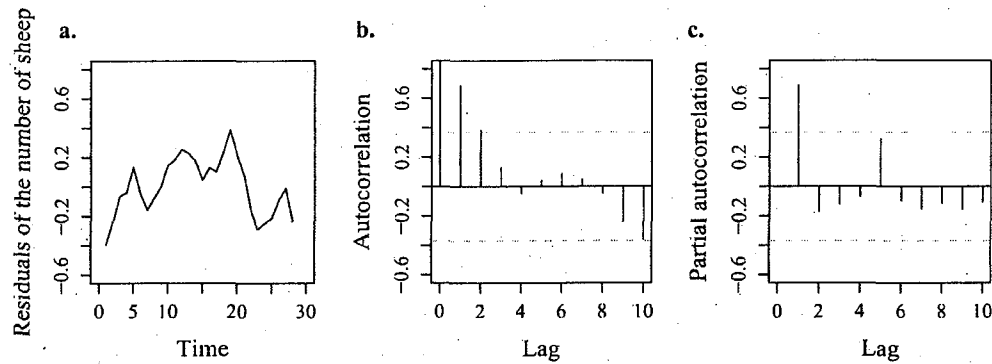 a.
Residuals of the number of sheep
0.6
0.2
−0.2
−0.6
0 5 10 20 30
Time
b.
Autocorrelation
0.6
0.2
−0.2
−0.6
0 2 4 6 8 10
Lag
c.
Partial autocorrelation
0.6
0.2
−0.2
−0.6
0 2 4 6 8 10
Lag